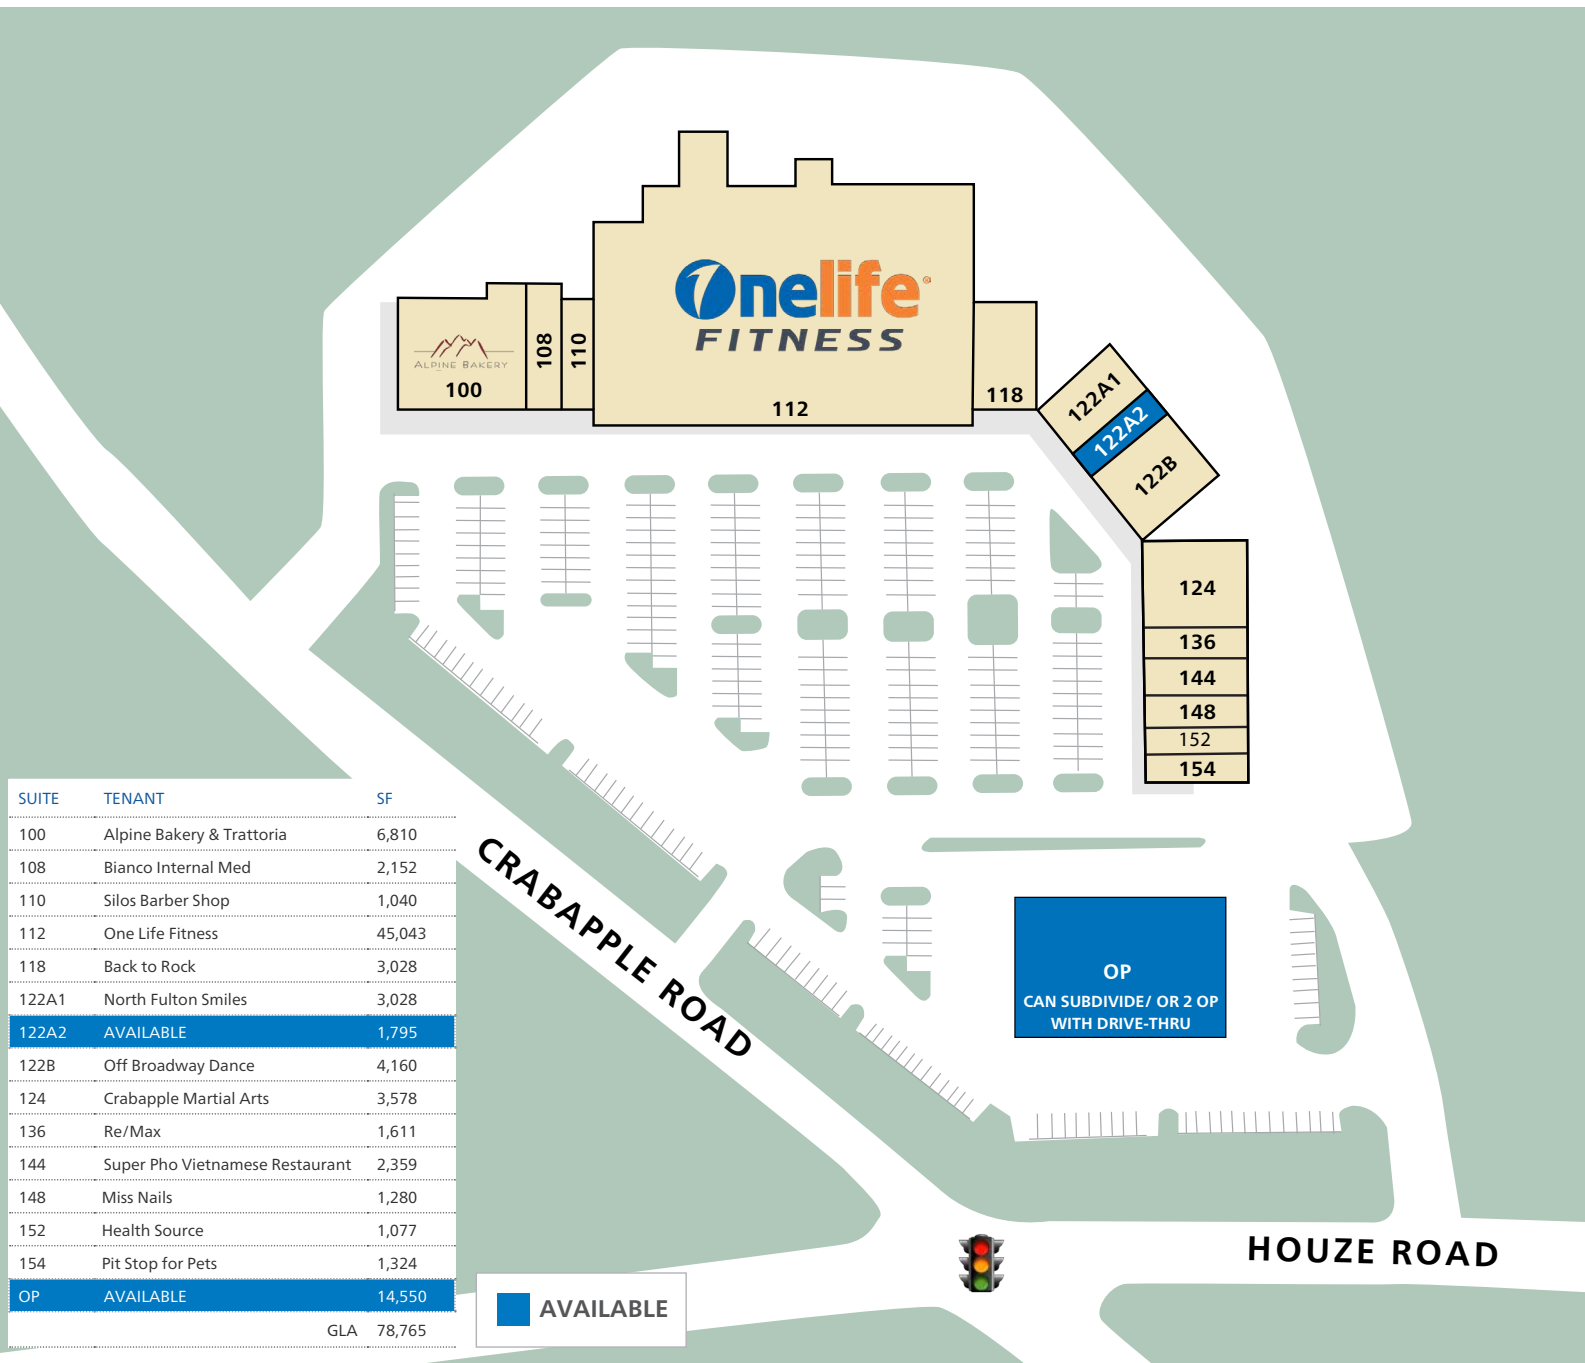 Onelife®
FITNESS
ALPINE BAKERY
100
108
110
112
118
122A1
122A2
122B
124
136
144
148
152
154
SUITE TENANT SF
100 Alpine Bakery & Trattoria 6,810
108 Bianco Internal Med 2,152
110 Silos Barber Shop 1,040
112 One Life Fitness 45,043
118 Back to Rock 3,028
122A1 North Fulton Smiles 3,028
122A2 AVAILABLE 1,795
122B Off Broadway Dance 4,160
124 Crabapple Martial Arts 3,578
136 Re/Max 1,611
144 Super Pho Vietnamese Restaurant 2,359
148 Miss Nails 1,280
152 Health Source 1,077
154 Pit Stop for Pets 1,324
OP AVAILABLE 14,550
GLA 78,765
CRABAPPLE ROAD
OP
CAN SUBDIVIDE/ OR 2 OP
WITH DRIVE-THRU
HOUZE ROAD
AVAILABLE